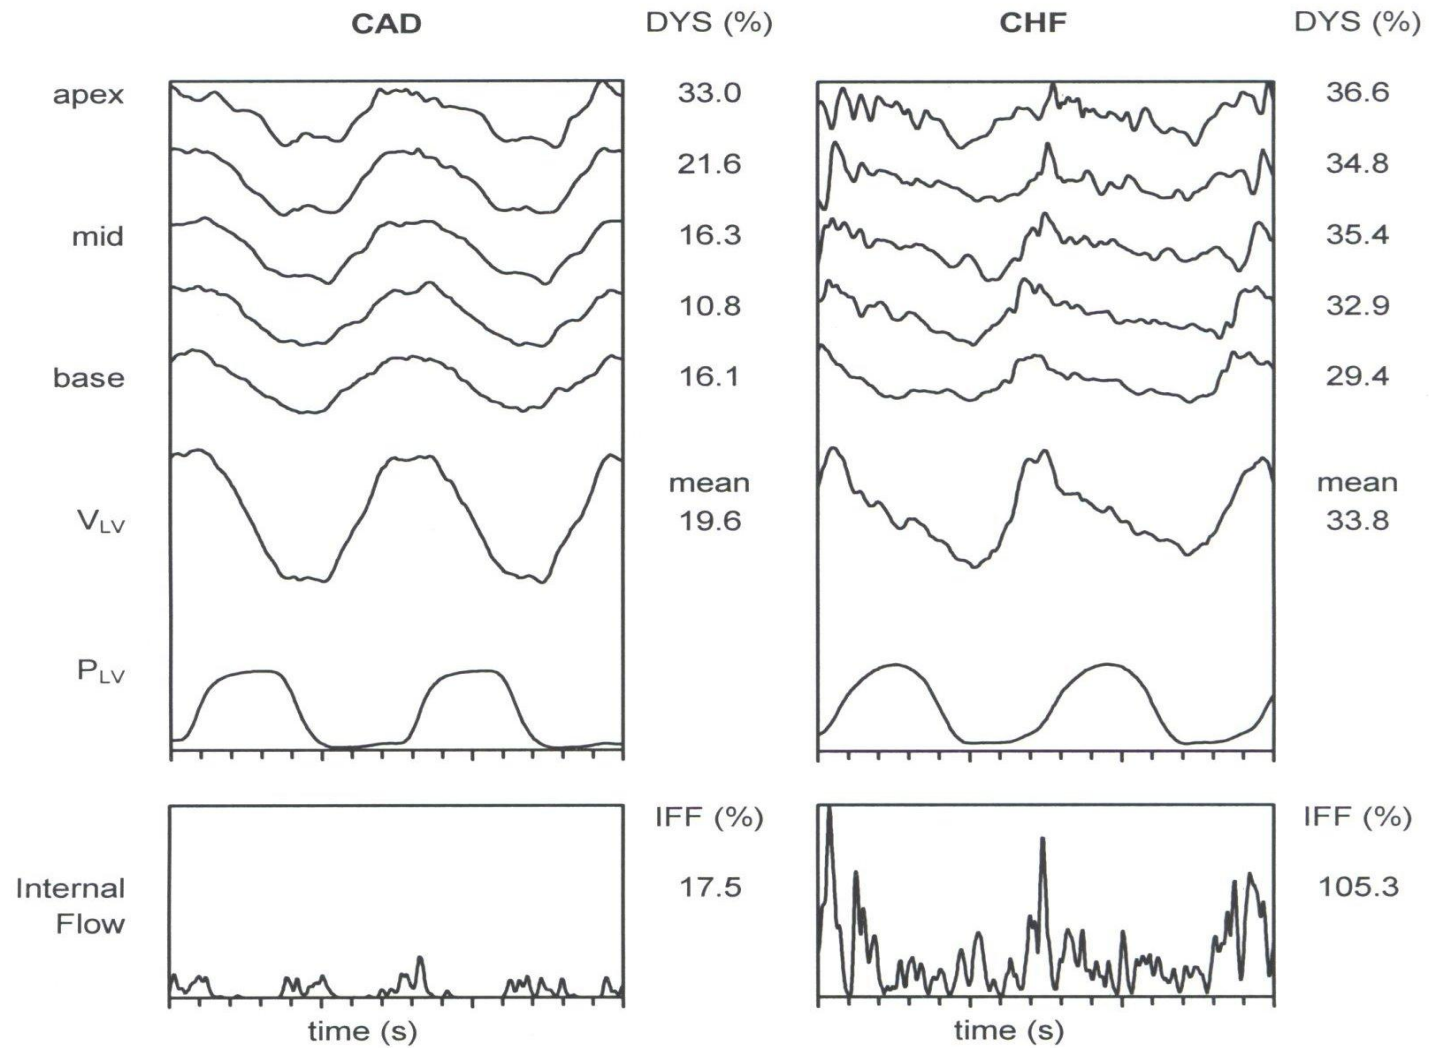 CAD DYS (%) CHF DYS (%)
apex 33.0 36.6
21.6 34.8
mid 16.3 35.4
10.8 32.9
base 16.1 29.4
mean mean
V_LV 19.6 33.8
P_LV
IFF (%) IFF (%)
Internal 17.5 105.3
Flow
time (s) time (s)